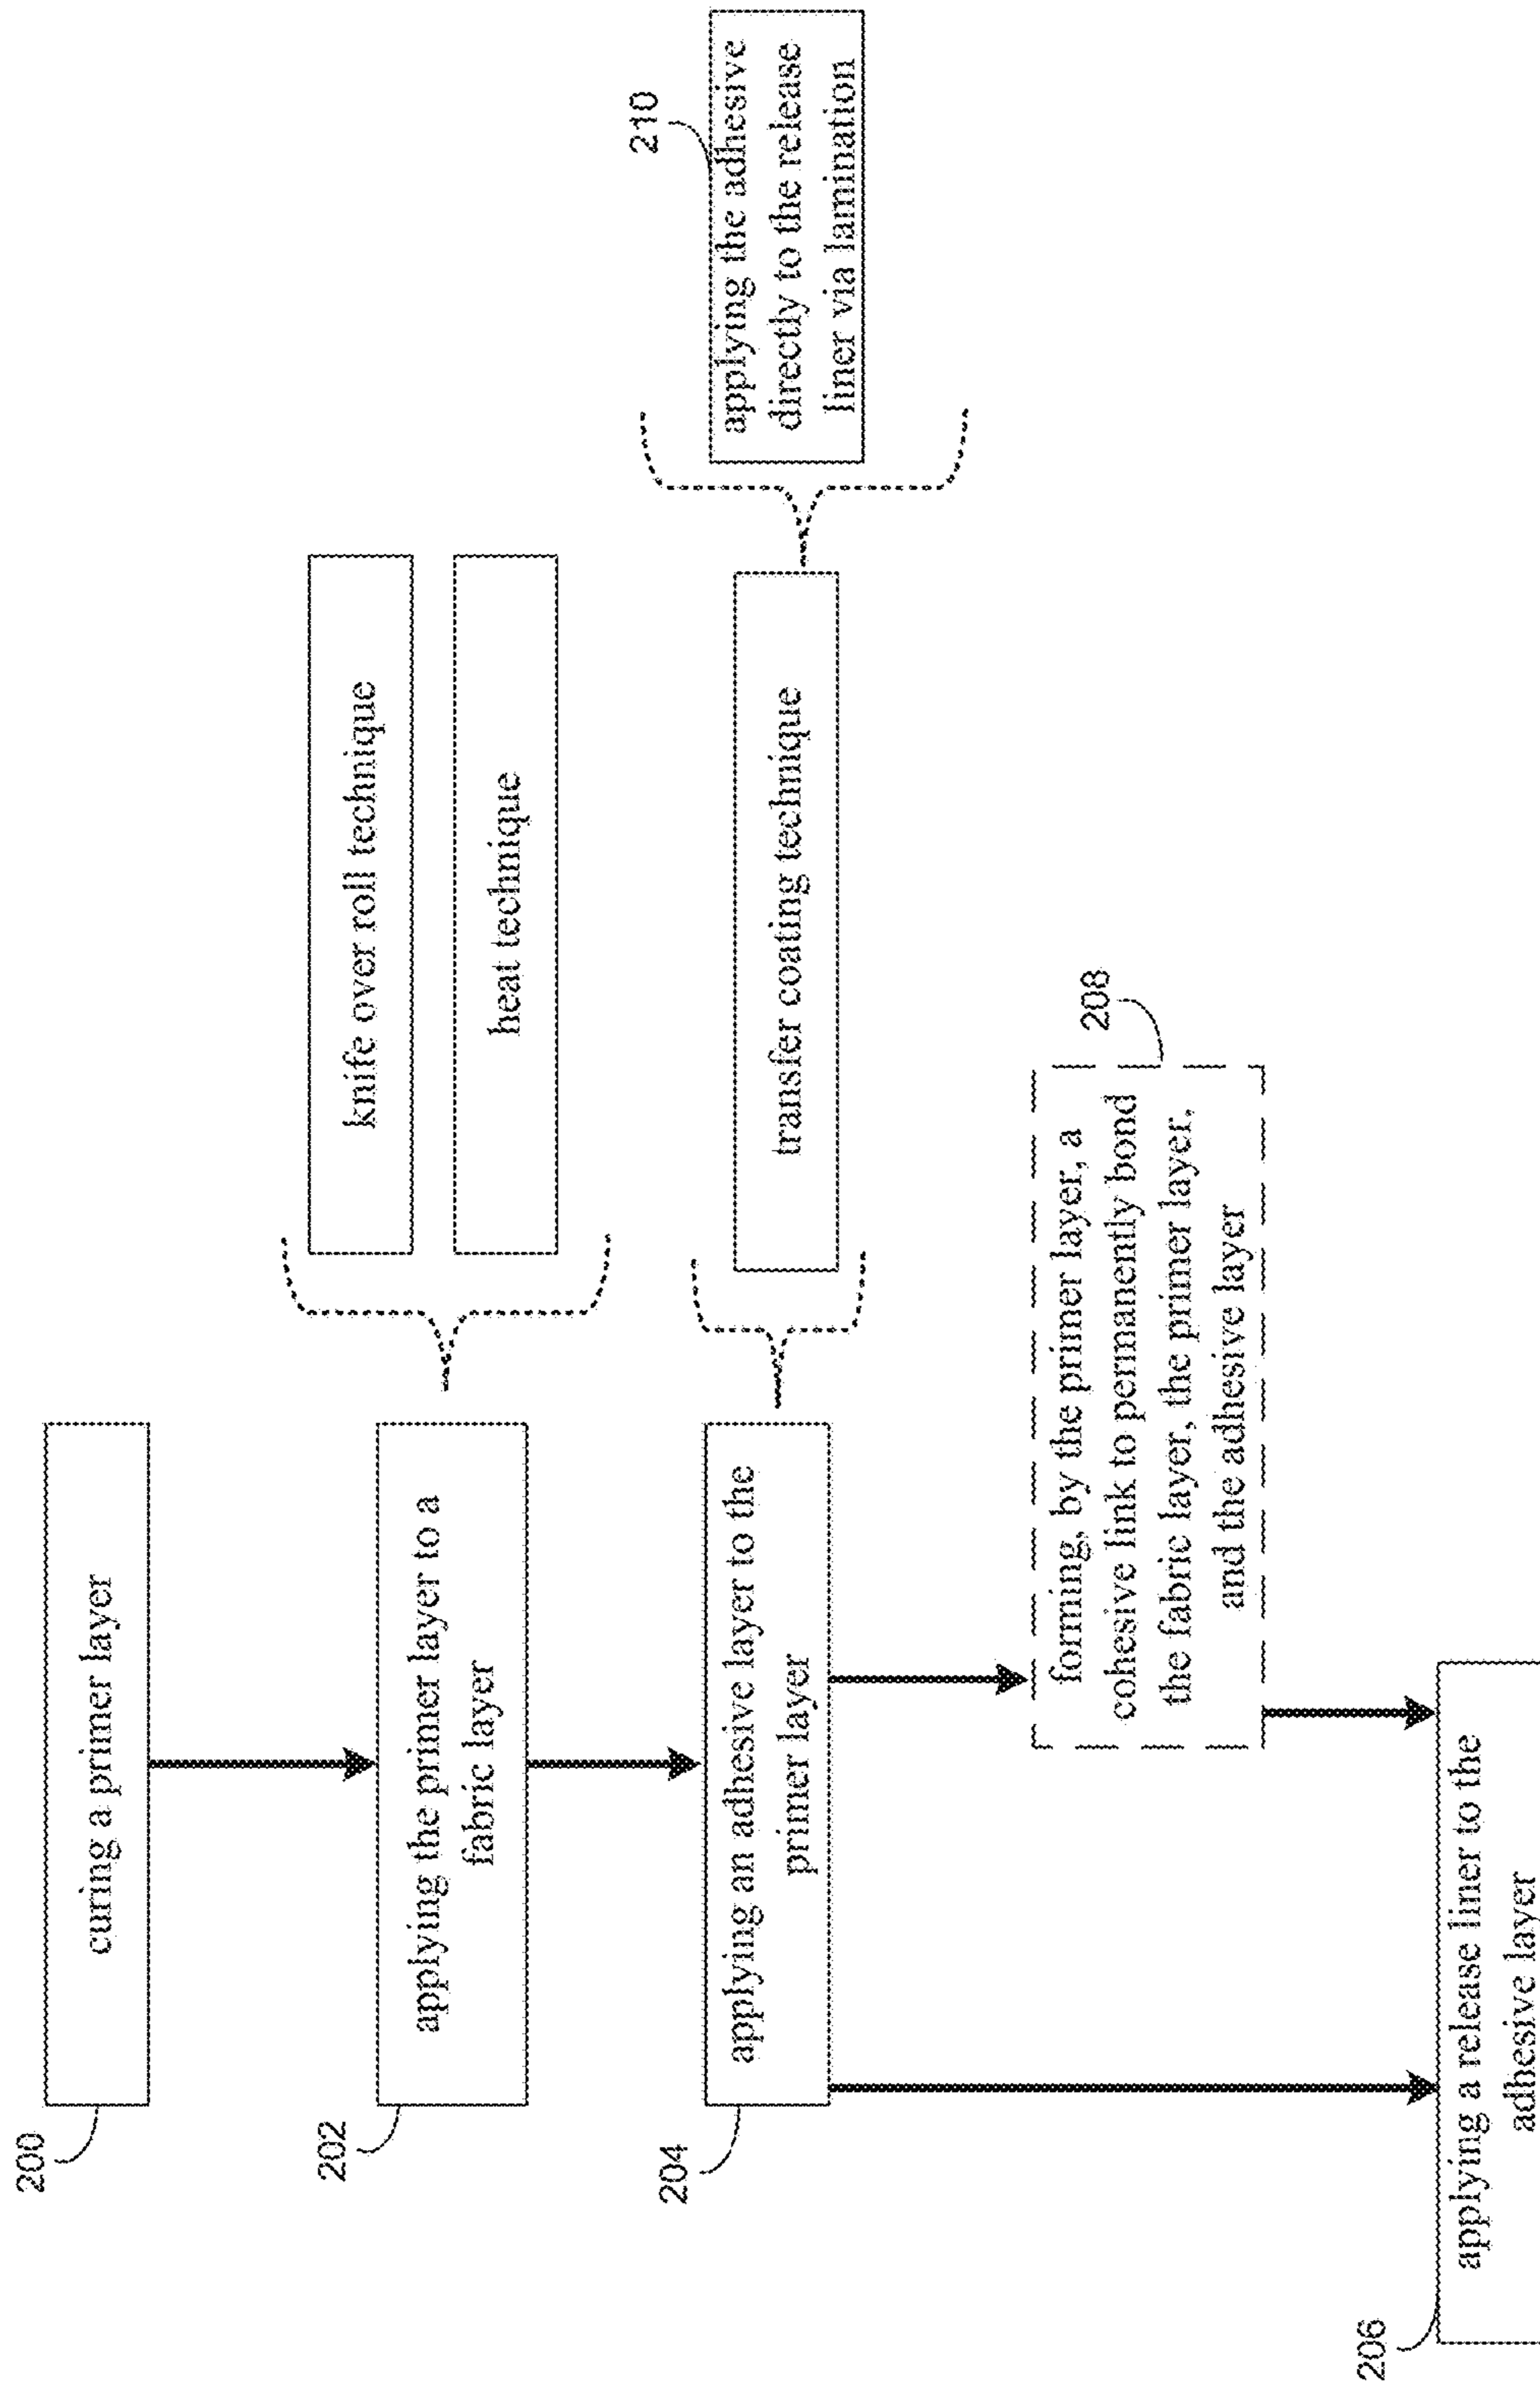 200
curing a primer layer
202
applying the primer layer to a
fabric layer
knife over roll technique
heat technique
204
applying an adhesive layer to the
primer layer
transfer coating technique
210
applying the adhesive
directly to the release
liner via lamination
208
forming, by the primer layer, a
cohesive link to permanently bond
the fabric layer, the primer layer,
and the adhesive layer
206
applying a release liner to the
adhesive layer